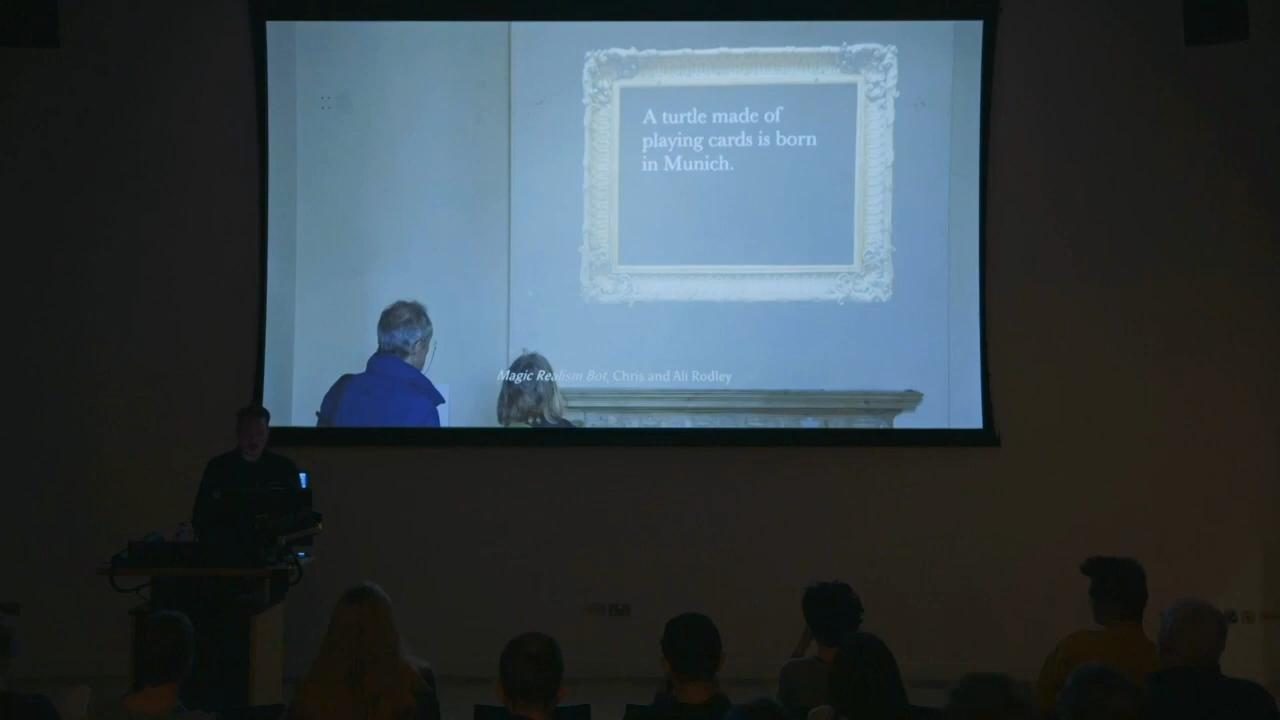 A turtle made of
playing cards is born
in Munich.
Magic Realism Bot, Chris and Ali Rodley